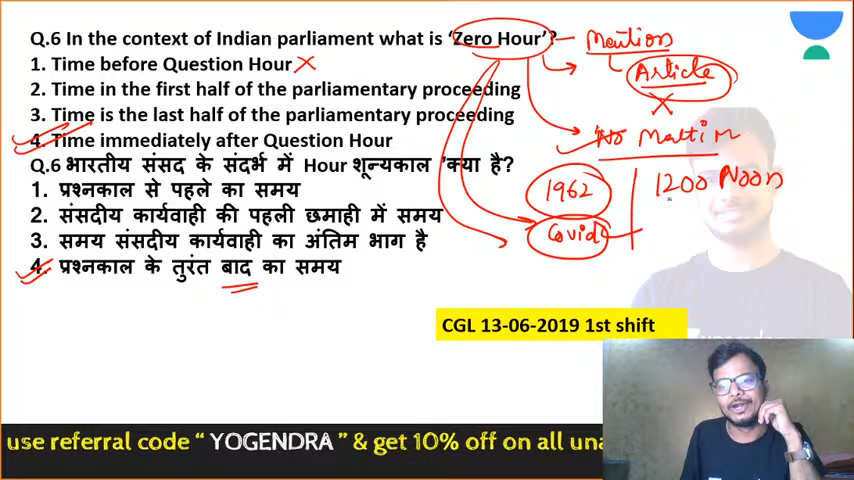 Q.6 In the context of Indian parliament what is ‘Zero Hour’?
1. Time before Question Hour
2. Time in the first half of the parliamentary proceeding
3. Time is the last half of the parliamentary proceeding
4. Time immediately after Question Hour
Q.6 भारतीय संसद के संदर्भ में Hour शून्यकाल 'क्या है?
1. प्रश्नकाल से पहले का समय
2. संसदीय कार्यवाही की पहली छमाही में समय
3. समय संसदीय कार्यवाही का अंतिम भाग है
4. प्रश्नकाल के तुरंत बाद का समय
Mention
Article
No
1962
1200 Noon
Covid
CGL 13-06-2019 1st shift
use referral code “ YOGENDRA ” & get 10% off on all una